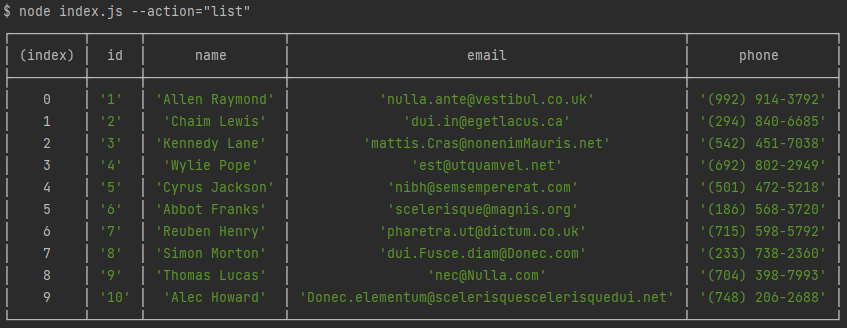 $ node index.js --action="list"
(index) id name email phone
0 '1' 'Allen Raymond' 'nulla.ante@vestibul.co.uk' '(992) 914-3792'
1 '2' 'Chaim Lewis' 'dui.in@egetlacus.ca' '(294) 840-6685'
2 '3' 'Kennedy Lane' 'mattis.Cras@nonenimMauris.net' '(542) 451-7038'
3 '4' 'Wylie Pope' 'est@utquamvel.net' '(692) 802-2949'
4 '5' 'Cyrus Jackson' 'nibh@semsempererat.com' '(501) 472-5218'
5 '6' 'Abbot Franks' 'scelerisque@magnis.org' '(186) 568-3720'
6 '7' 'Reuben Henry' 'pharetra.ut@dictum.co.uk' '(715) 598-5792'
7 '8' 'Simon Morton' 'dui.Fusce.diam@Donec.com' '(233) 738-2360'
8 '9' 'Thomas Lucas' 'nec@Nulla.com' '(704) 398-7993'
9 '10' 'Alec Howard' 'Donec.elementum@scelerisquescelerisquedui.net' '(748) 206-2688'